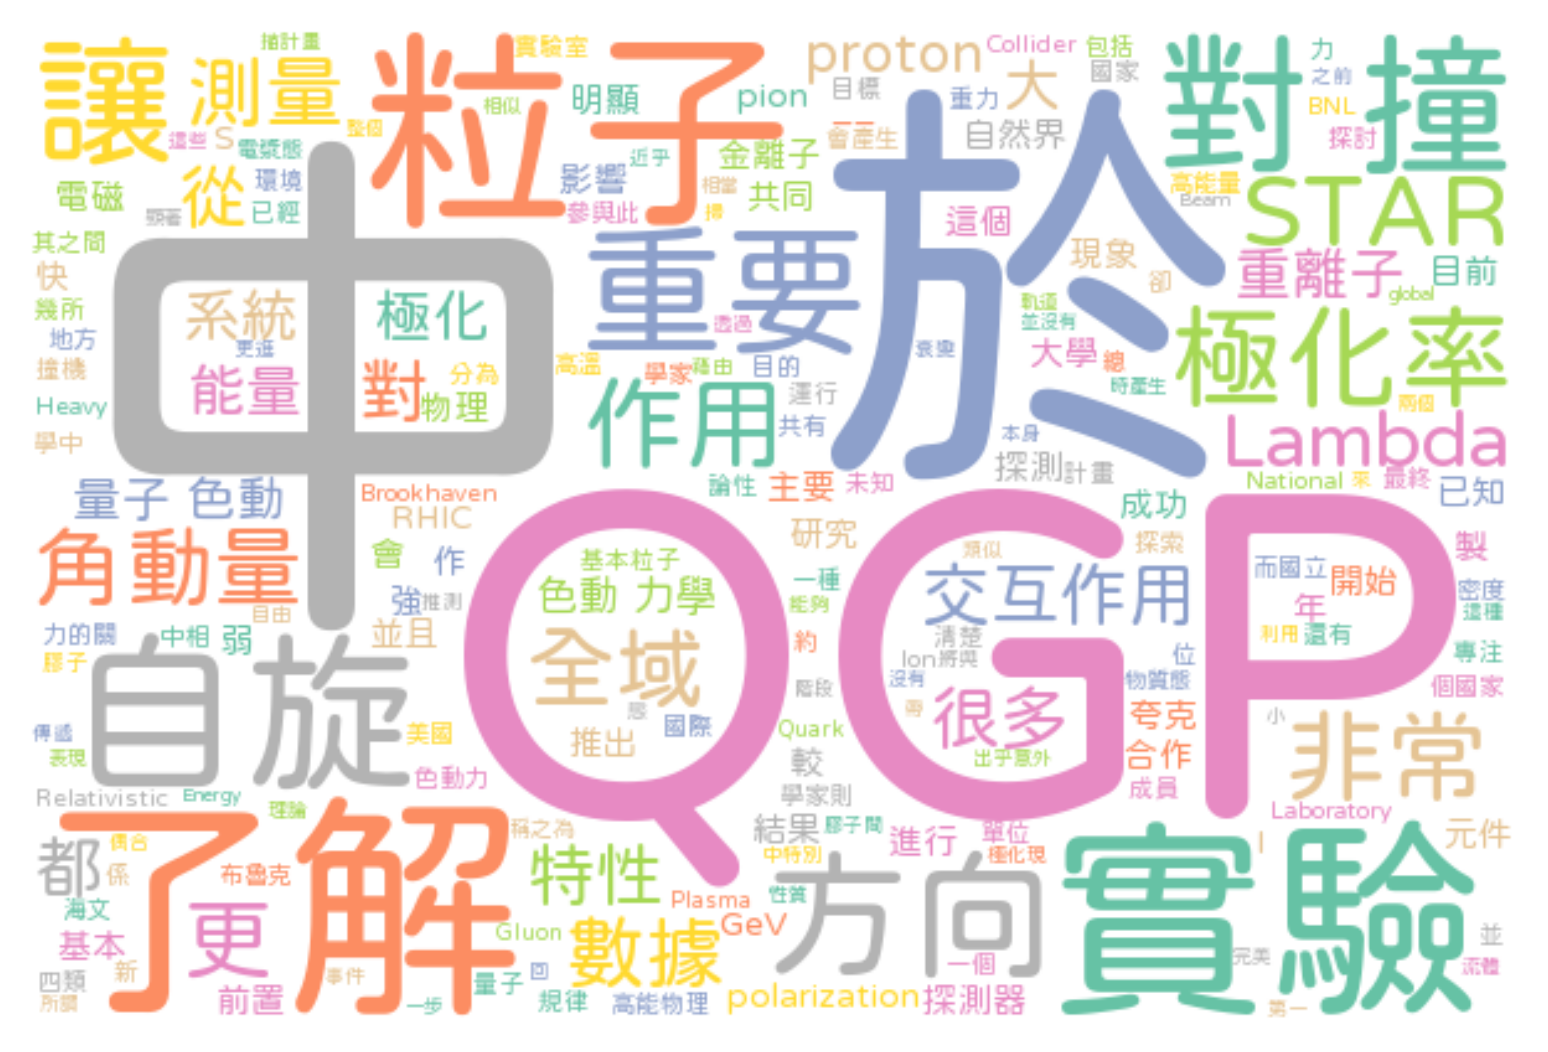 讓
測量
搶計畫
粒子
實驗室
相似
明顯
pion
proton
Collider
包括
國家
目標
大
重力
自然界
會產生
對撞
力
之前
BNL
探討
這些
S
整個
電漿態
從
環境
已經
電磁
顯著
近乎
影響
參與此
金離子
相當
掃
共同
於
這個
高能量
Beam
STAR
其之間
快
幾所
地方
撞機
Heavy
學中
中
系統
極化
更進
能量
對
分為
物理
重要
透過
高溫
學家
藉由
目的
運行
作用
共有
現象
卻
軌道
並沒有
衰變
大學
總
時產生
本身
重離子
目前
global
極化率
兩個
Lambda
探測
計畫
論性
主要
未知
National
來
最終
已知
量子 色動
Brookhaven
RHIC
角動量
會
作
強
推測
自由
並且
力的關
中相
弱
膠子
自旋
傳遞
表現
美國
色動力
QGP
基本粒子
色動 力學
全域
態
國際
推出
研究
一種
能夠
約
階段
Quark
較
學家則
成功
類似
探索
交互作用
清楚
Ion
將與
沒有
帶
很多
出乎意外
位
物質態
夸克
合作
成員
而國立
開始
年
利用
還有
製
密度
這種
專注
個國家
小
非常
Laboratory
元件
Relativistic
Energy
理論
了解
都
偶合
係
布魯克
海文
更
基本
四類
新
所謂
前置
事件
一步
稱之為
特性
Gluon
量子
回
規律
高能物理
數據
Plasma
GeV
polarization
結果
膠子間
中特別
性質
進行
單位
極化現
方向
一個
探測器
實驗
完美
第一
並
流體